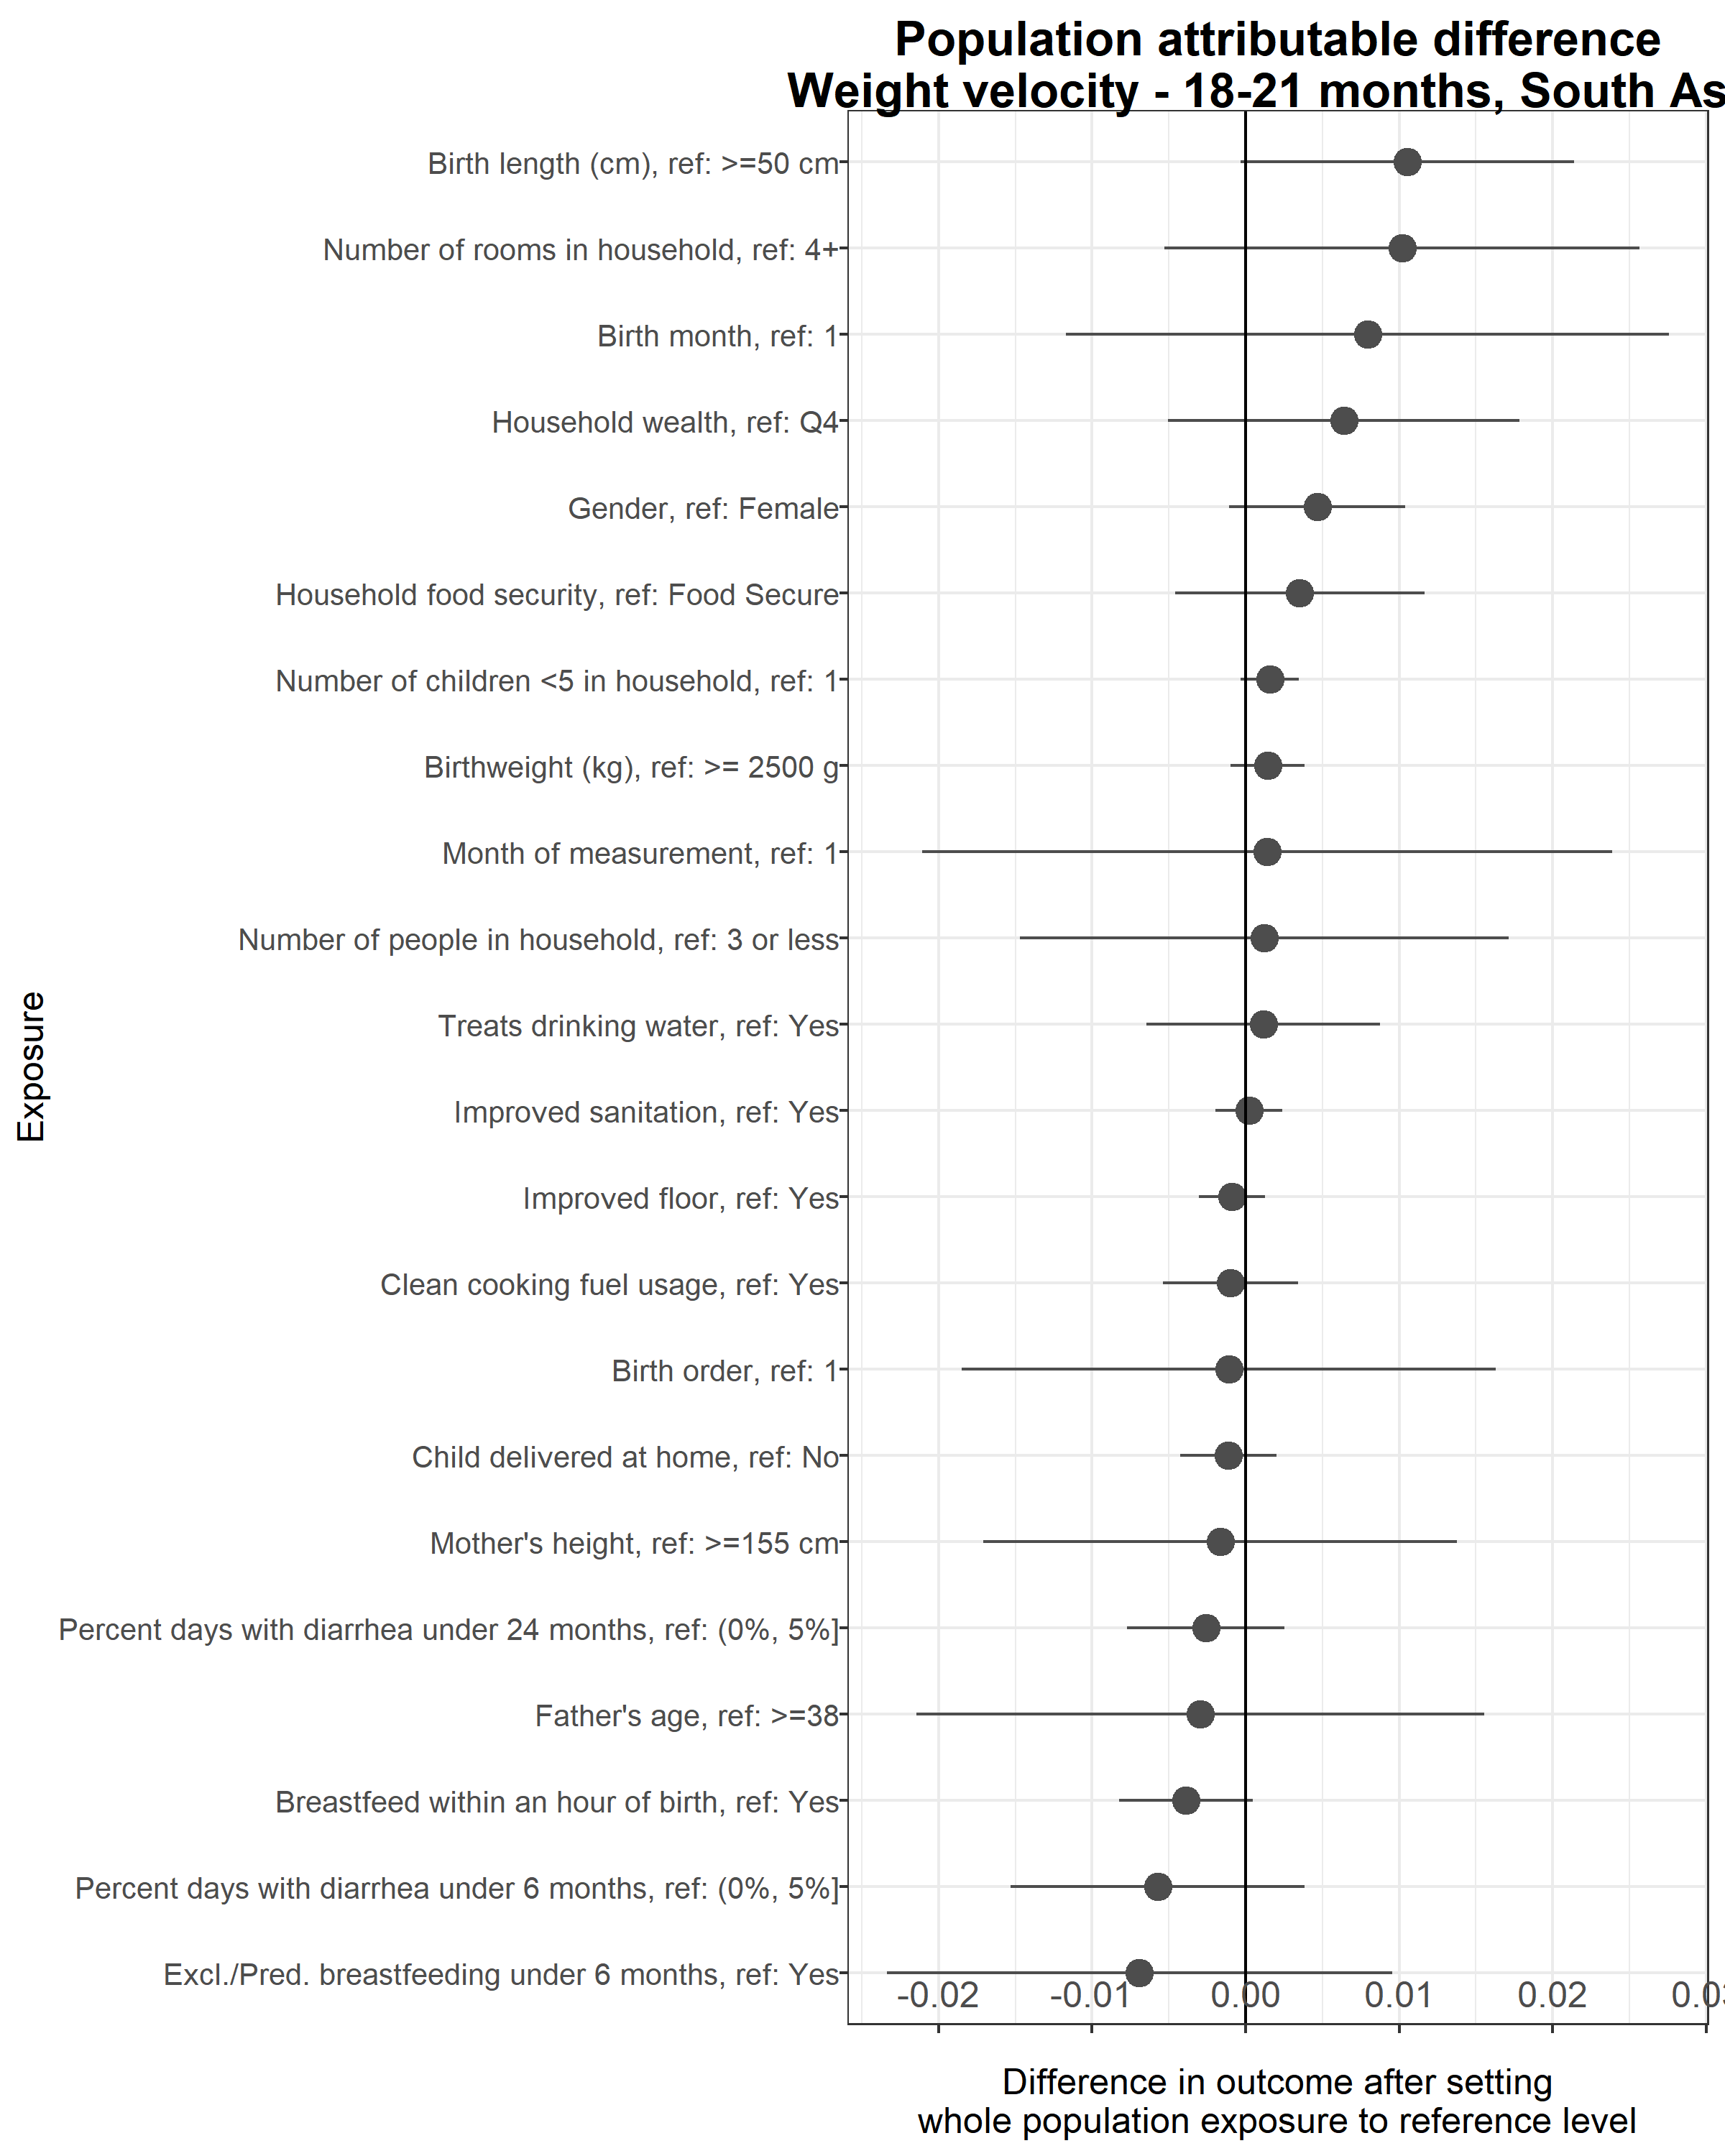 Population attributable difference
Weight velocity - 18-21 months, South As
Birth length (cm), ref: >=50 cm
Number of rooms in household, ref: 4+
Birth month, ref: 1
Household wealth, ref: Q4
Gender, ref: Female
Household food security, ref: Food Secure
Number of children <5 in household, ref: 1
Birthweight (kg), ref: >= 2500 g
Month of measurement, ref: 1
Number of people in household, ref: 3 or less
Treats drinking water, ref: Yes
Improved sanitation, ref: Yes
Improved floor, ref: Yes
Clean cooking fuel usage, ref: Yes
Birth order, ref: 1
Child delivered at home, ref: No
Mother's height, ref: >=155 cm
Percent days with diarrhea under 24 months, ref: (0%, 5%]
Father's age, ref: >=38
Breastfeed within an hour of birth, ref: Yes
Percent days with diarrhea under 6 months, ref: (0%, 5%]
Excl./Pred. breastfeeding under 6 months, ref: Yes
Exposure
-0.02 -0.01 0.00 0.01 0.02
Difference in outcome after setting
whole population exposure to reference level